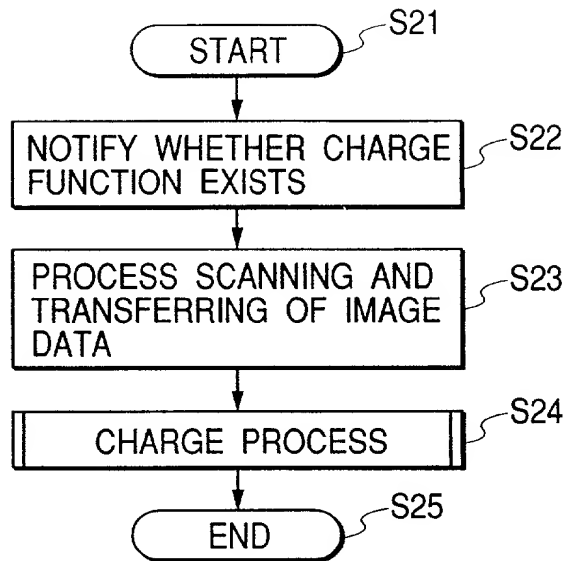 START
S21
NOTIFY WHETHER CHARGE
FUNCTION EXISTS
S22
PROCESS SCANNING AND
TRANSFERRING OF IMAGE
DATA
S23
CHARGE PROCESS
S24
END
S25